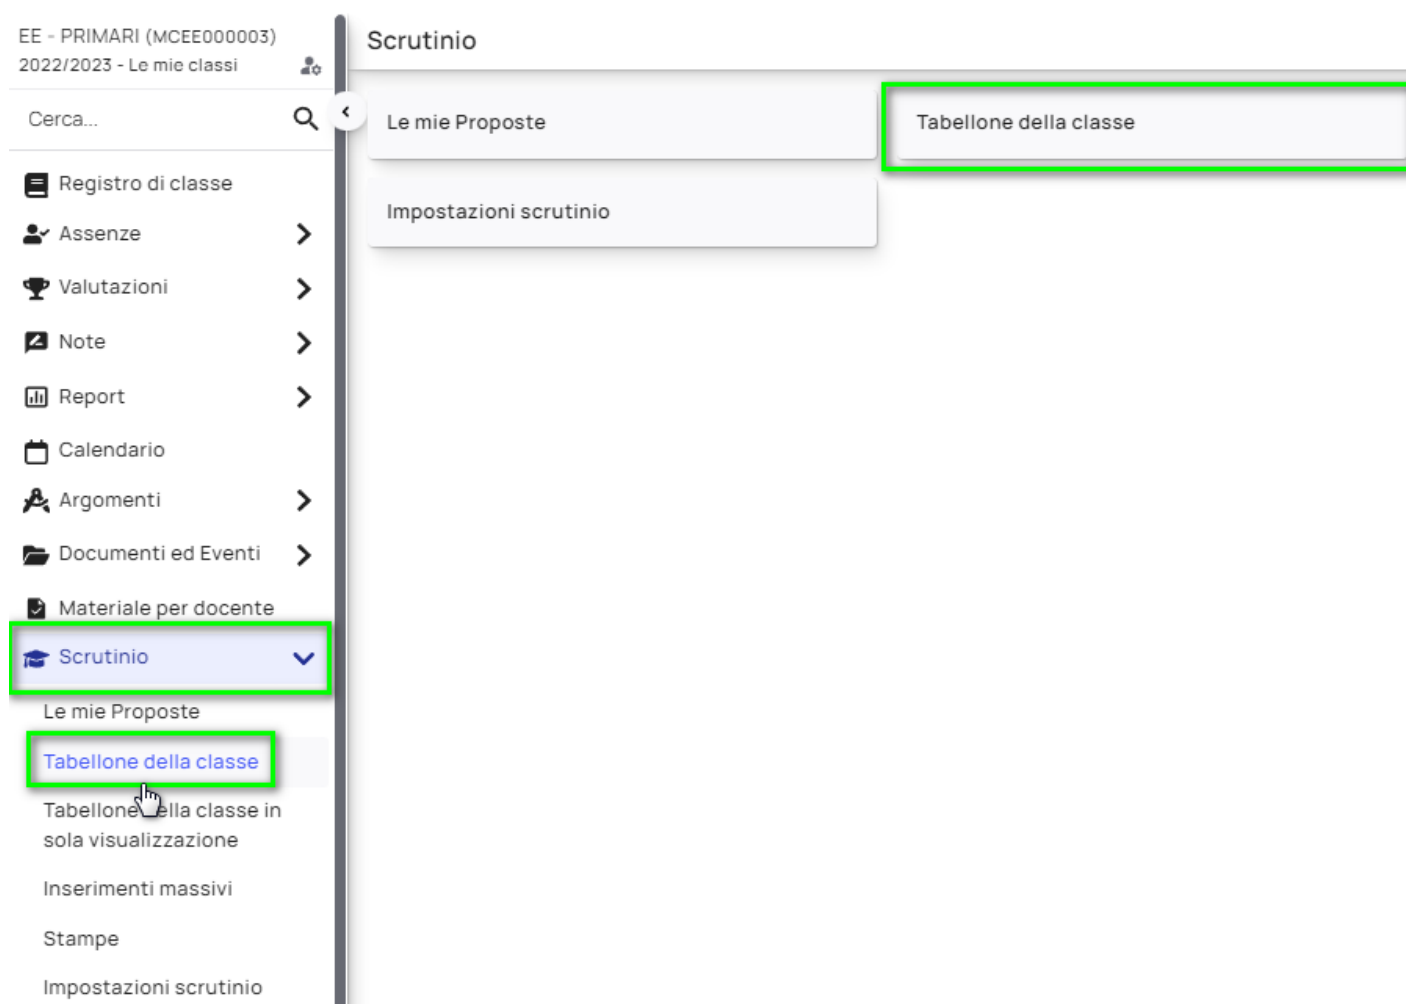 EE - PRIMARI (MCEE000003)
2022/2023 - Le mie classi
Cerca...
Registro di classe
Assenze
Valutazioni
Note
Report
Calendario
Argomenti
Documenti ed Eventi
Materiale per docente
Scrutinio
Le mie Proposte
Tabellone della classe
Tabellone della classe in
sola visualizzazione
Inserimenti massivi
Stampe
Impostazioni scrutinio
Scrutinio
Le mie Proposte
Tabellone della classe
Impostazioni scrutinio